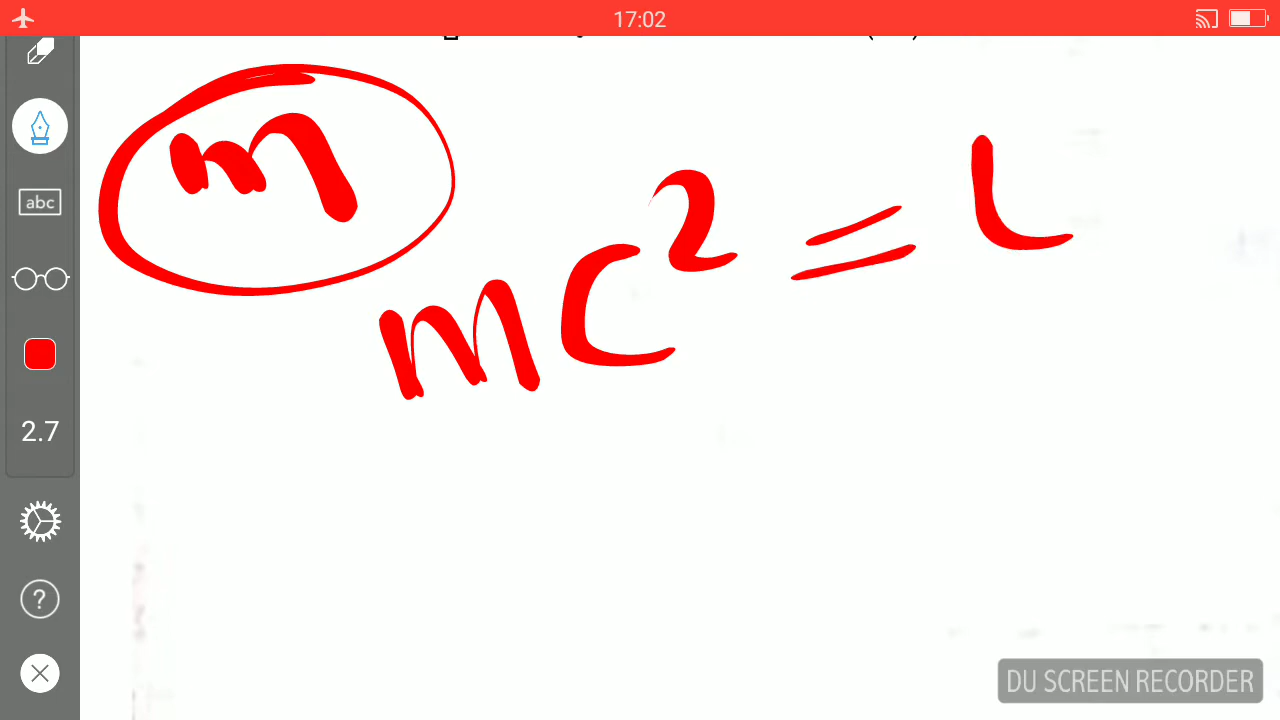 17:02
m
mc² = L
abc
2.7
?
DU SCREEN RECORDER